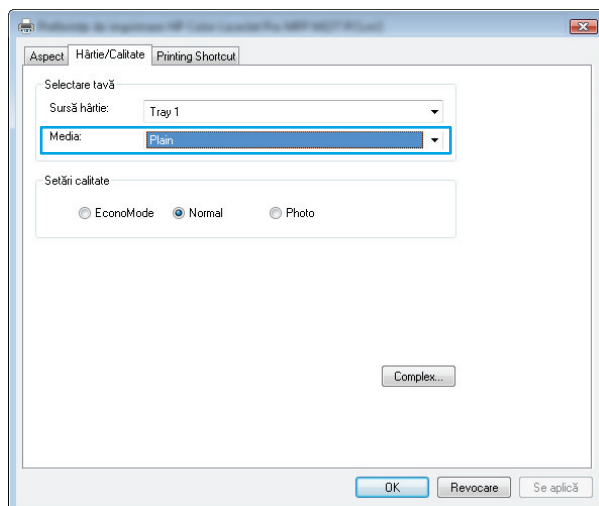 Aspect Hârtie/Calitate Printing Shortcut
Selectare tavă
Sursă hârtie: Tray 1
Media: Plain
Setări calitate
EconoMode Normal Photo
Complex...
OK Revocare Se aplică